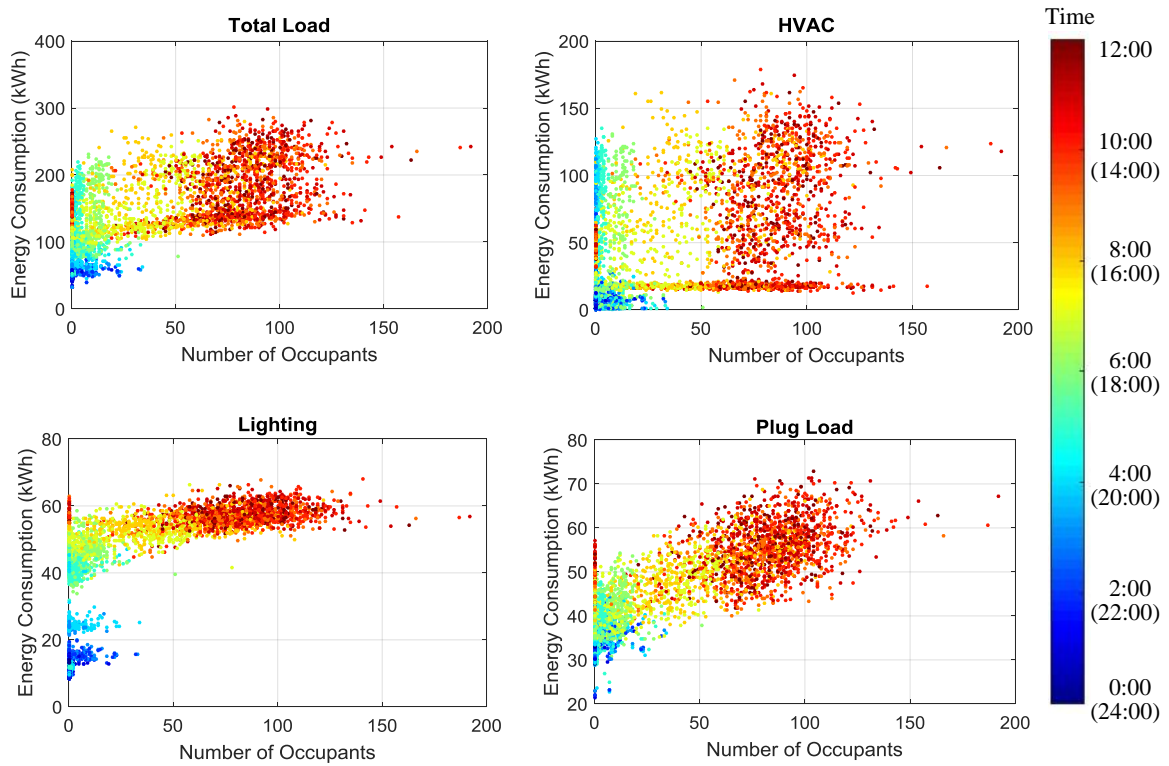 Total Load
Energy Consumption (kWh)
400
300
200
100
0
0 50 100 150 200
Number of Occupants
HVAC
Energy Consumption (kWh)
200
150
100
50
0
0 50 100 150 200
Number of Occupants
Lighting
Energy Consumption (kWh)
80
60
40
20
0
0 50 100 150 200
Number of Occupants
Plug Load
Energy Consumption (kWh)
80
70
60
50
40
30
20
0 50 100 150 200
Number of Occupants
Time
12:00
10:00
(14:00)
8:00
(16:00)
6:00
(18:00)
4:00
(20:00)
2:00
(22:00)
0:00
(24:00)